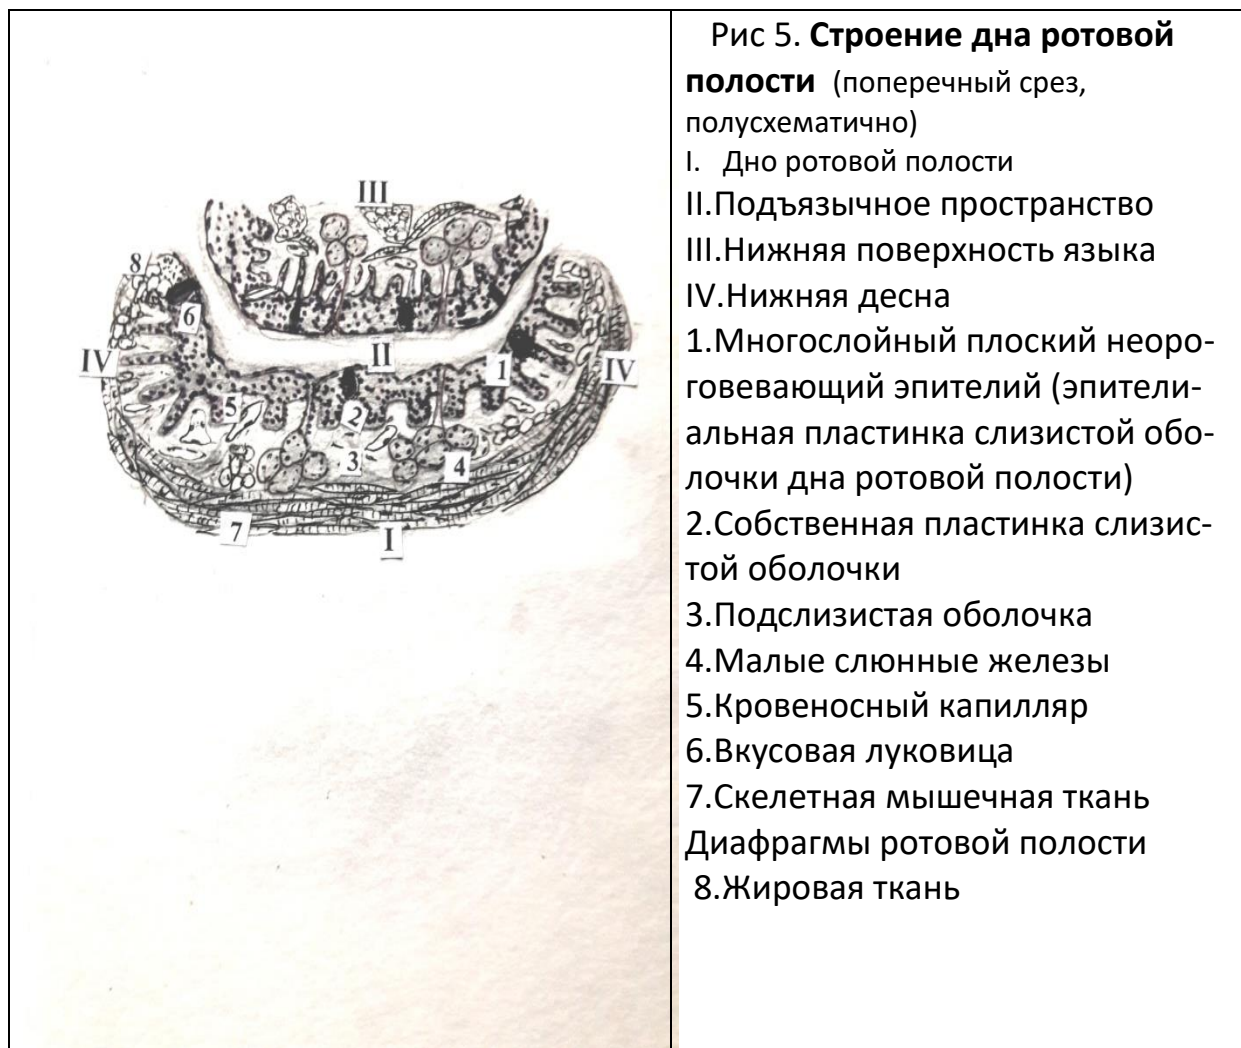 III
8
6
IV
II
1
IV
5
2
3
4
7
I
Рис 5. Строение дна ротовой
полости (поперечный срез,
полусхематично)
I. Дно ротовой полости
II.Подъязычное пространство
III.Нижняя поверхность языка
IV.Нижняя десна
1.Многослойный плоский неоро-
говевающий эпителий (эпители-
альная пластинка слизистой обо-
лочки дна ротовой полости)
2.Собственная пластинка слизис-
той оболочки
3.Подслизистая оболочка
4.Малые слюнные железы
5.Кровеносный капилляр
6.Вкусовая луковица
7.Скелетная мышечная ткань
Диафрагмы ротовой полости
8.Жировая ткань